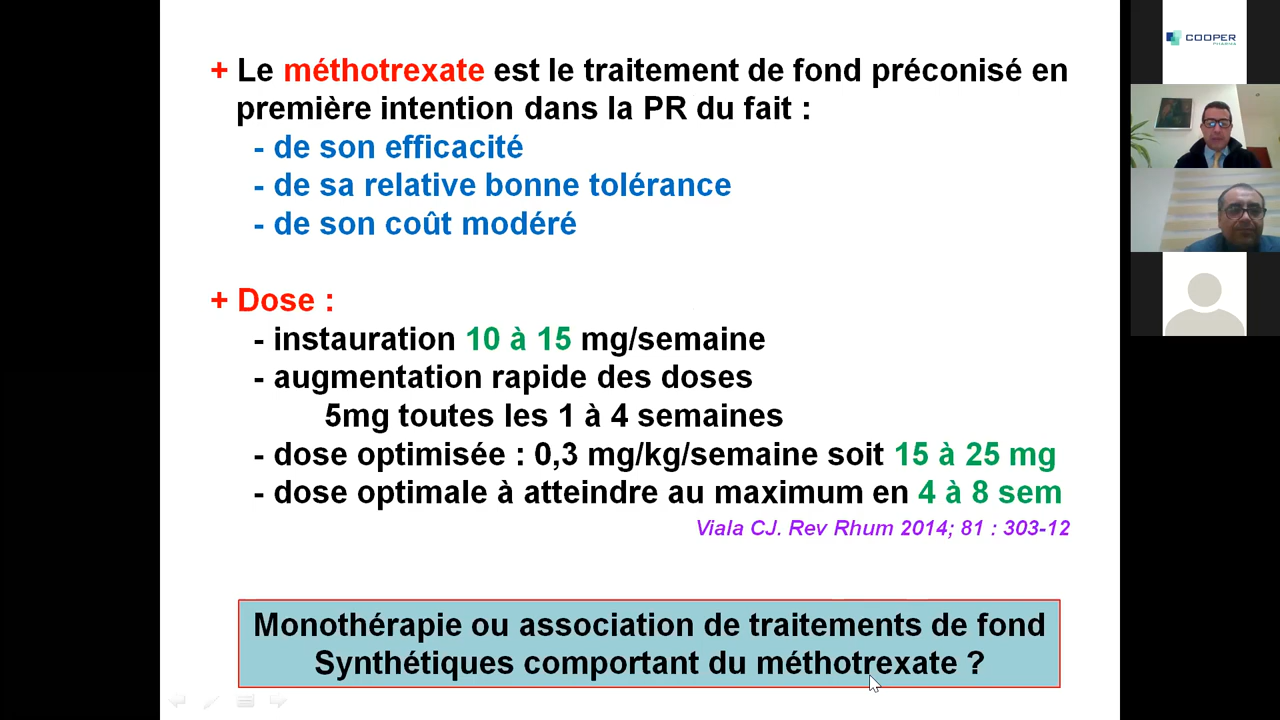 + Le méthotrexate est le traitement de fond préconisé en
première intention dans la PR du fait :
- de son efficacité
- de sa relative bonne tolérance
- de son coût modéré
+ Dose :
- instauration 10 à 15 mg/semaine
- augmentation rapide des doses
5mg toutes les 1 à 4 semaines
- dose optimisée : 0,3 mg/kg/semaine soit 15 à 25 mg
- dose optimale à atteindre au maximum en 4 à 8 sem
Viala CJ. Rev Rhum 2014; 81 : 303-12
Monothérapie ou association de traitements de fond
Synthétiques comportant du méthotrexate ?
COOPER
PHARMA